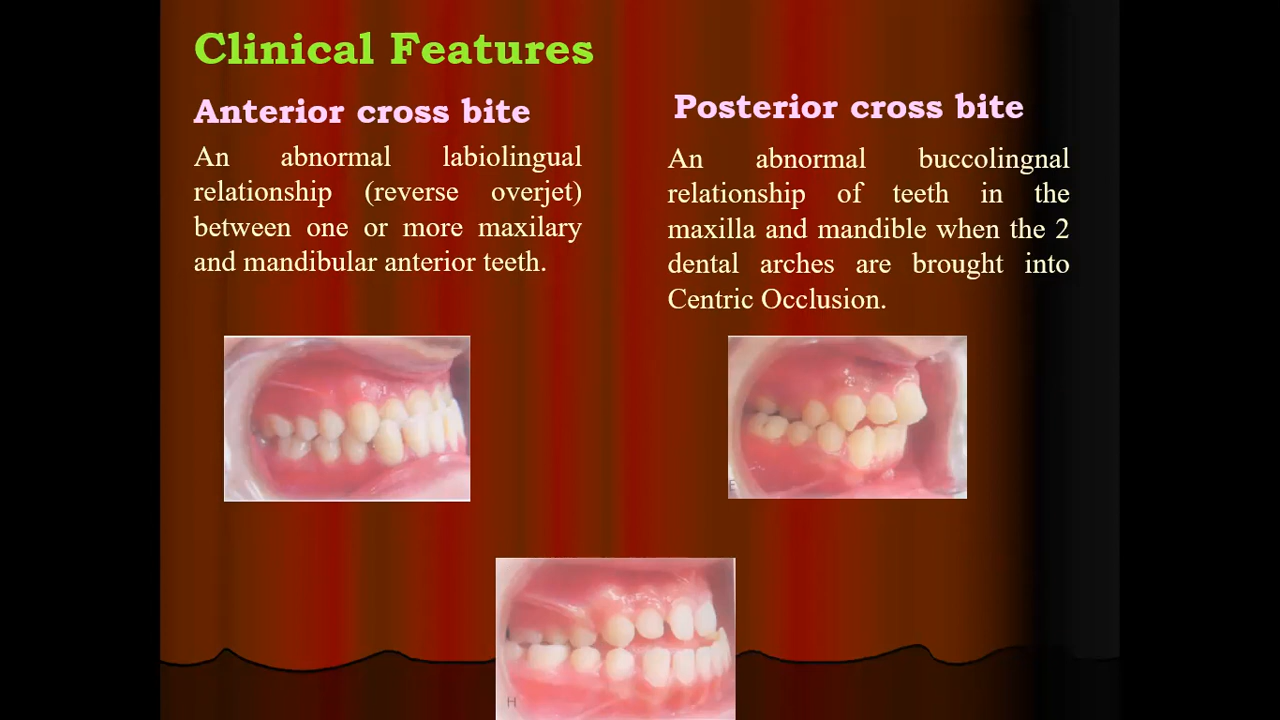 Clinical Features
Anterior cross bite
An abnormal labiolingual
relationship (reverse overjet)
between one or more maxilary
and mandibular anterior teeth.
Posterior cross bite
An abnormal buccolingnal
relationship of teeth in the
maxilla and mandible when the 2
dental arches are brought into
Centric Occlusion.
E
H